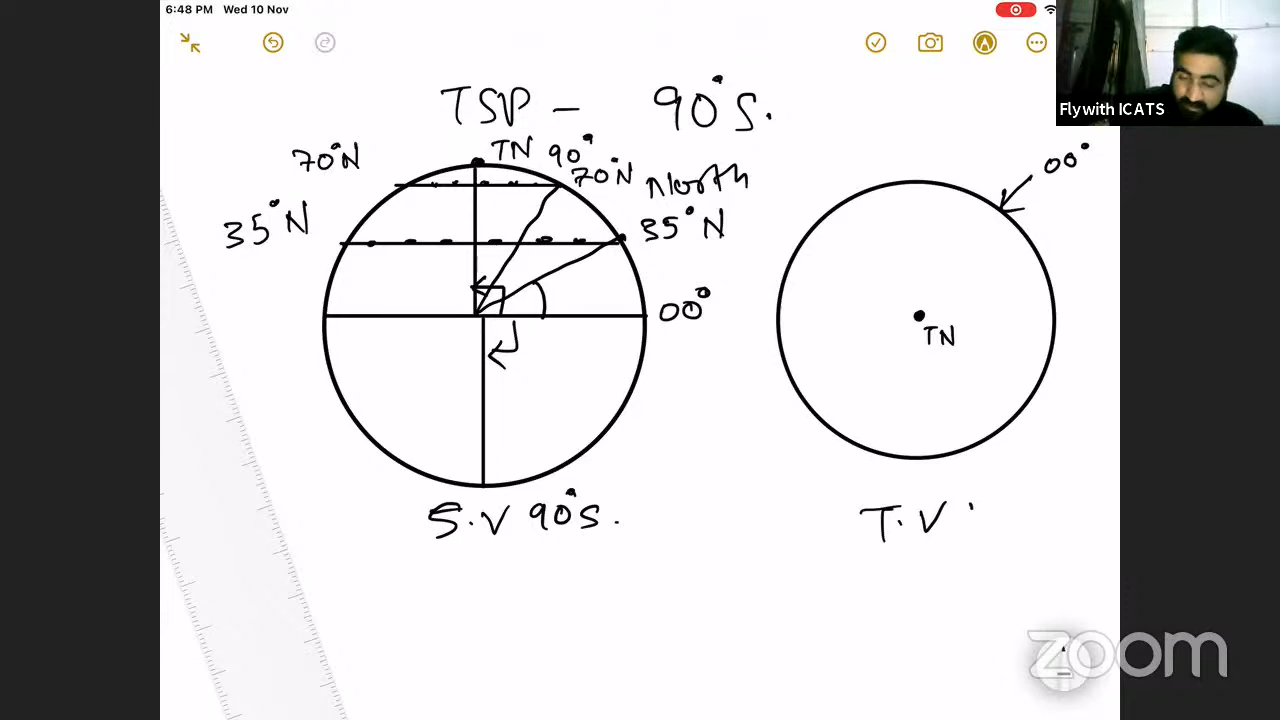 6:48 PM Wed 10 Nov
Flywith ICATS
TSP - 90°S.
70°N
TN 90°
70°N North
35°N
35°N
00°
00°
TN
S.V 90°S.
T.V.
zoom